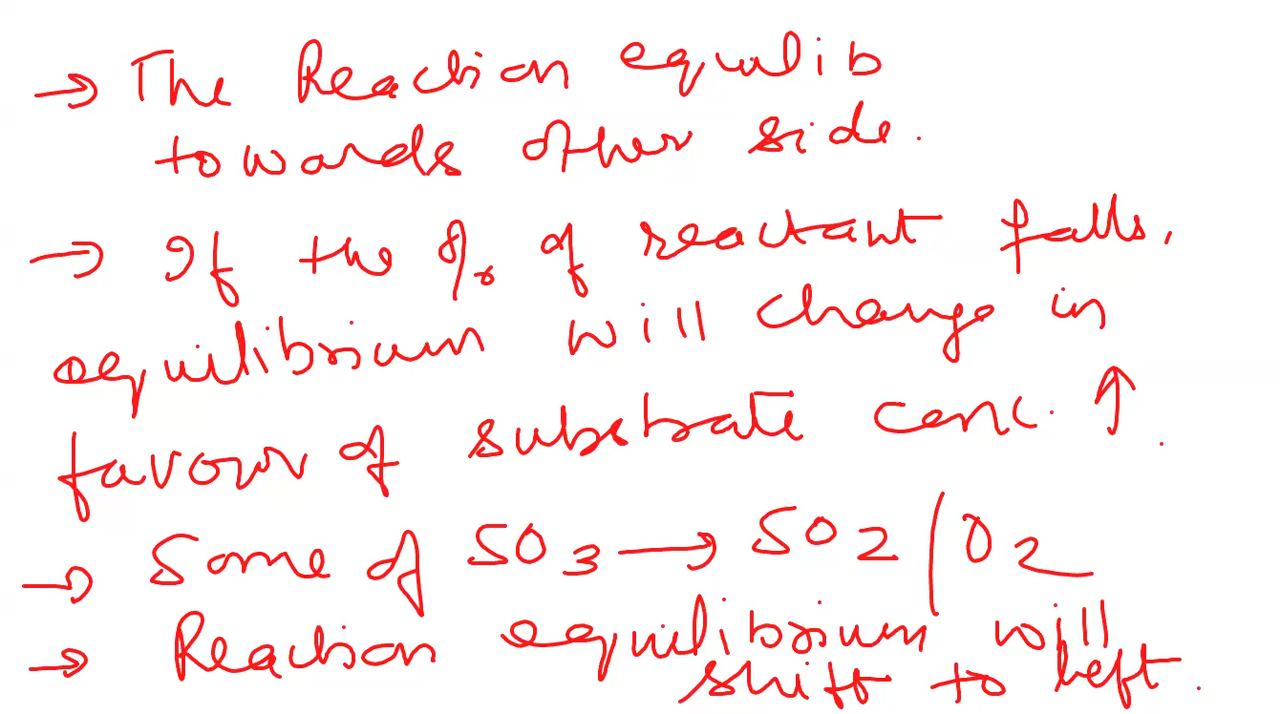 → The Reaction equilib
towards other side.
→ If the % of reactant falls,
equilibrium will change in
favour of substrate conc. ↑.
→ Some of SO3 → SO2/O2
→ Reaction equilibrium will
shift to left.